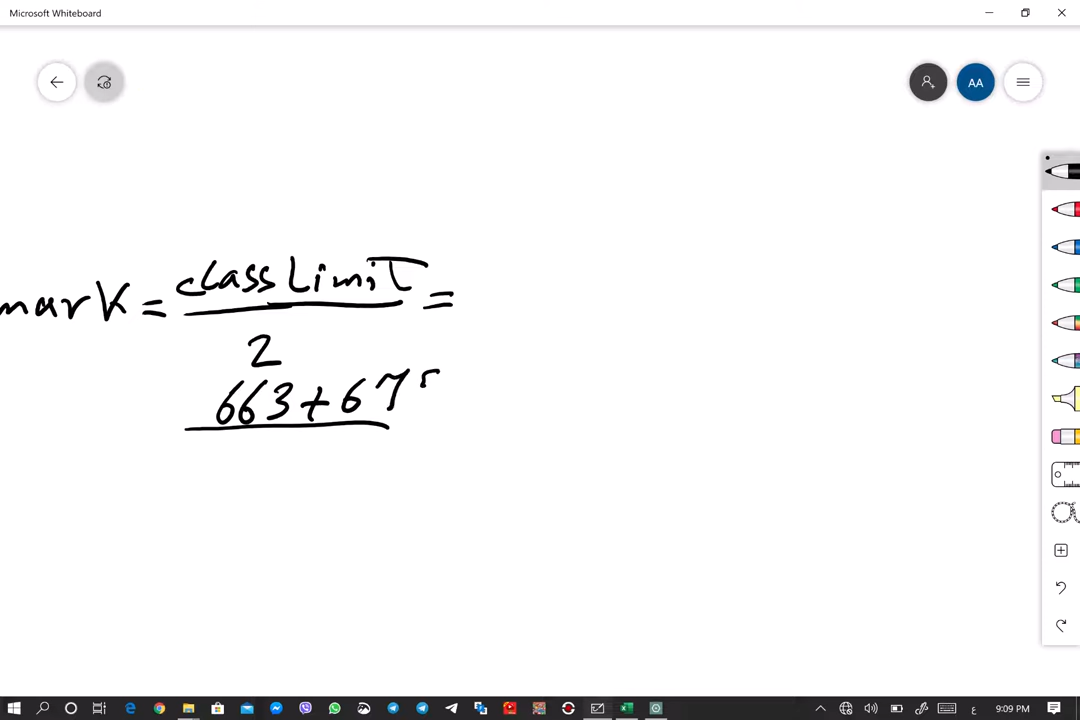 Microsoft Whiteboard
AA
mark = class Limit =
2
663+67
9:09 PM